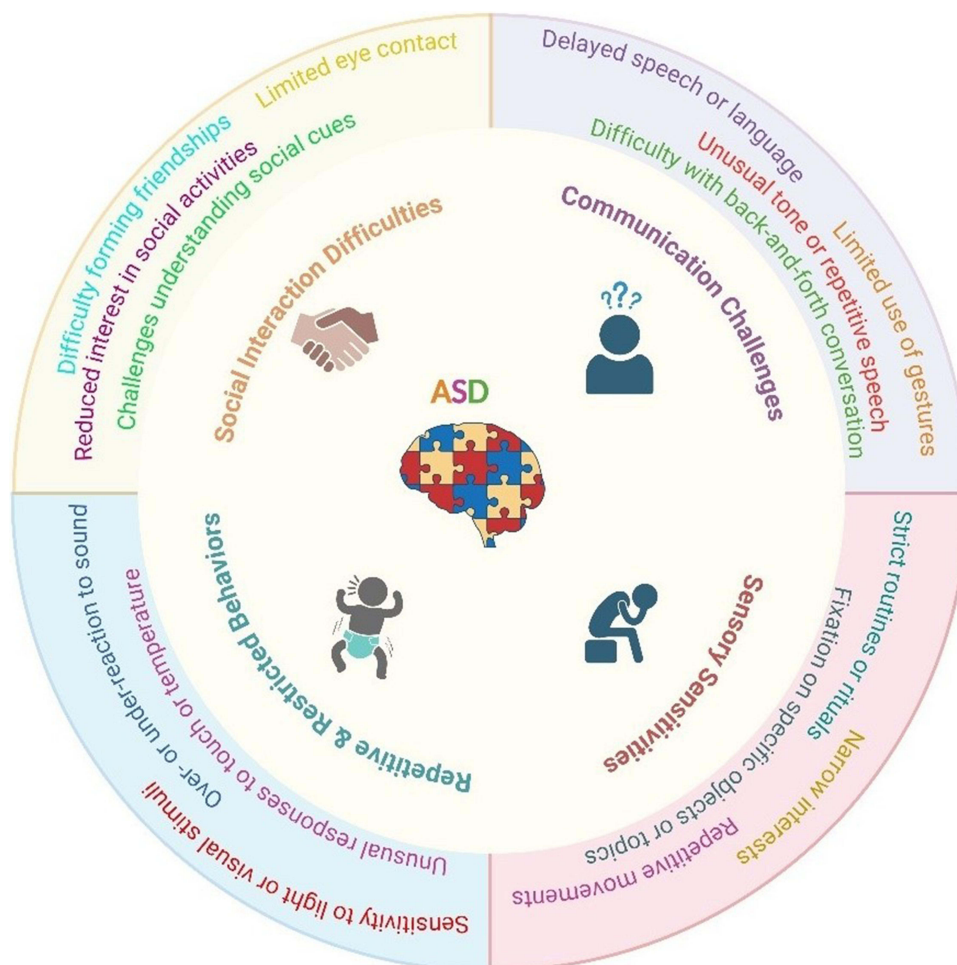 Limited eye contact
Difficulty forming friendships
Reduced interest in social activities
Challenges understanding social cues
Social Interaction Difficulties
Delayed speech or language
Unusual tone or repetitive speech
Limited use of gestures
Difficulty with back-and-forth conversation
Communication Challenges
???
ASD
Repetitive & Restricted Behaviors
Over- or under-reaction to sound
Unusual responses to touch or temperature
Sensitivity to light or visual stimuli
Sensory Sensitivities
Strict routines or rituals
Fixation on specific objects or topics
Narrow interests
Repetitive movements